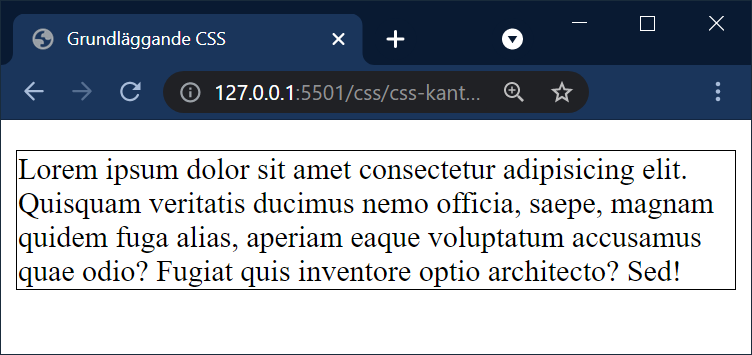 Grundläggande CSS
127.0.0.1:5501/css/css-kant...
Lorem ipsum dolor sit amet consectetur adipisicing elit.
Quisquam veritatis ducimus nemo officia, saepe, magnam
quidem fuga alias, aperiam eaque voluptatum accusamus
quae odio? Fugiat quis inventore optio architecto? Sed!